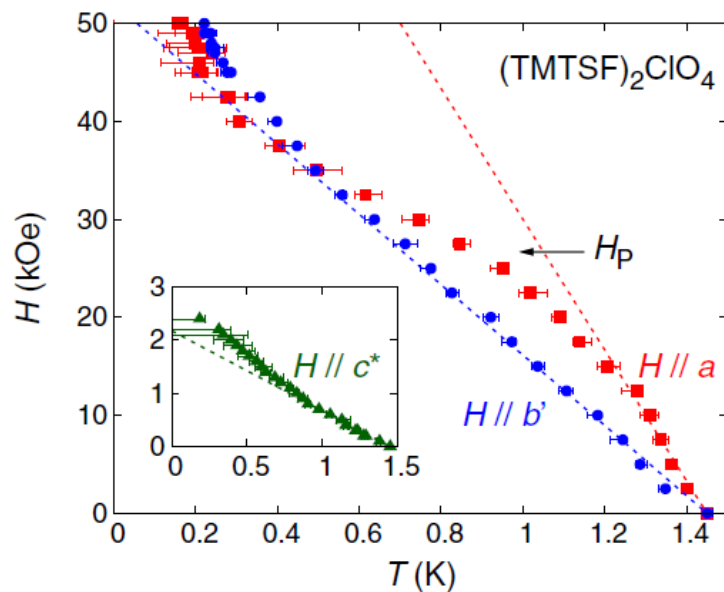 50
40
30
20
10
0
H (kOe)
(TMTSF)₂ClO₄
H_P
H // a
H // b'
3
2
1
0
H // c*
0 0.5 1 1.5
0 0.2 0.4 0.6 0.8 1 1.2 1.4
T (K)